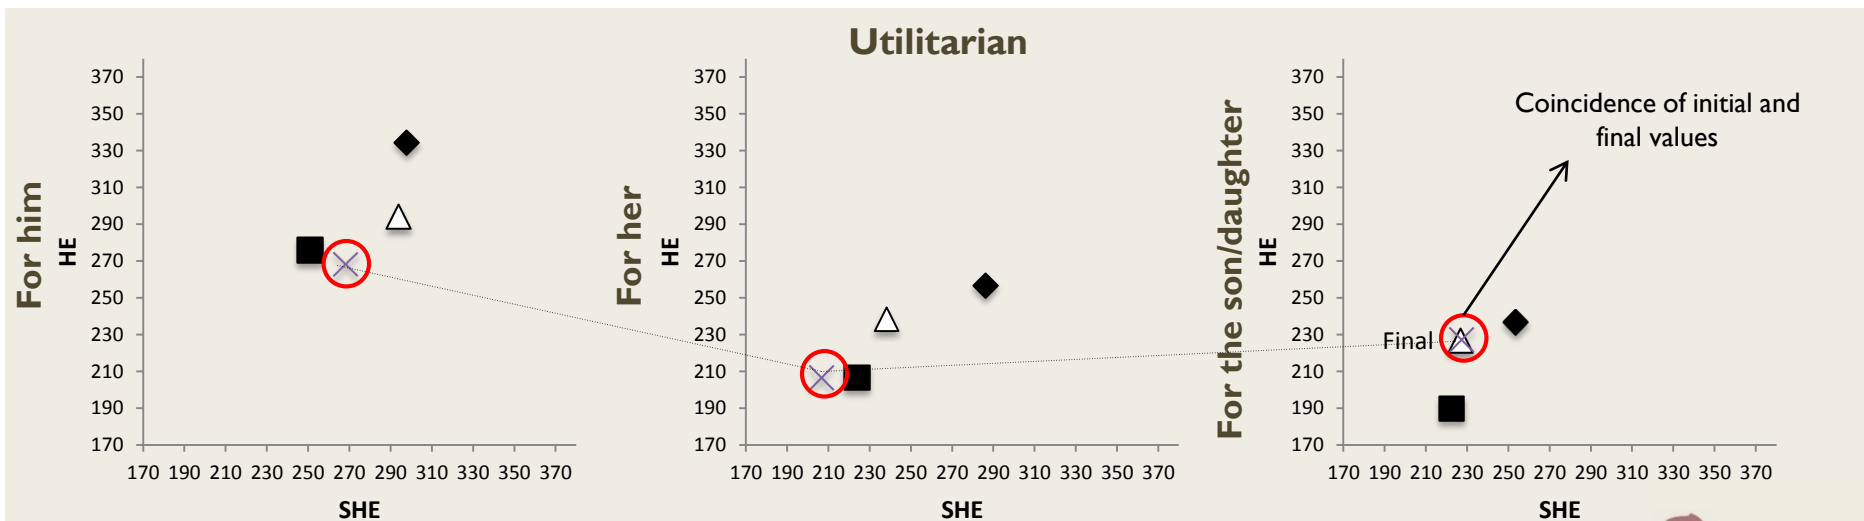 Utilitarian
For him
HE
370
350
330
310
290
270
250
230
210
190
170
170 190 210 230 250 270 290 310 330 350 370
SHE
For her
HE
370
350
330
310
290
270
250
230
210
190
170
170 190 210 230 250 270 290 310 330 350 370
SHE
For the son/daughter
HE
370
350
330
310
290
270
250
230
210
190
170
Coincidence of initial and
final values
Final
170 190 210 230 250 270 290 310 330 350 370
SHE